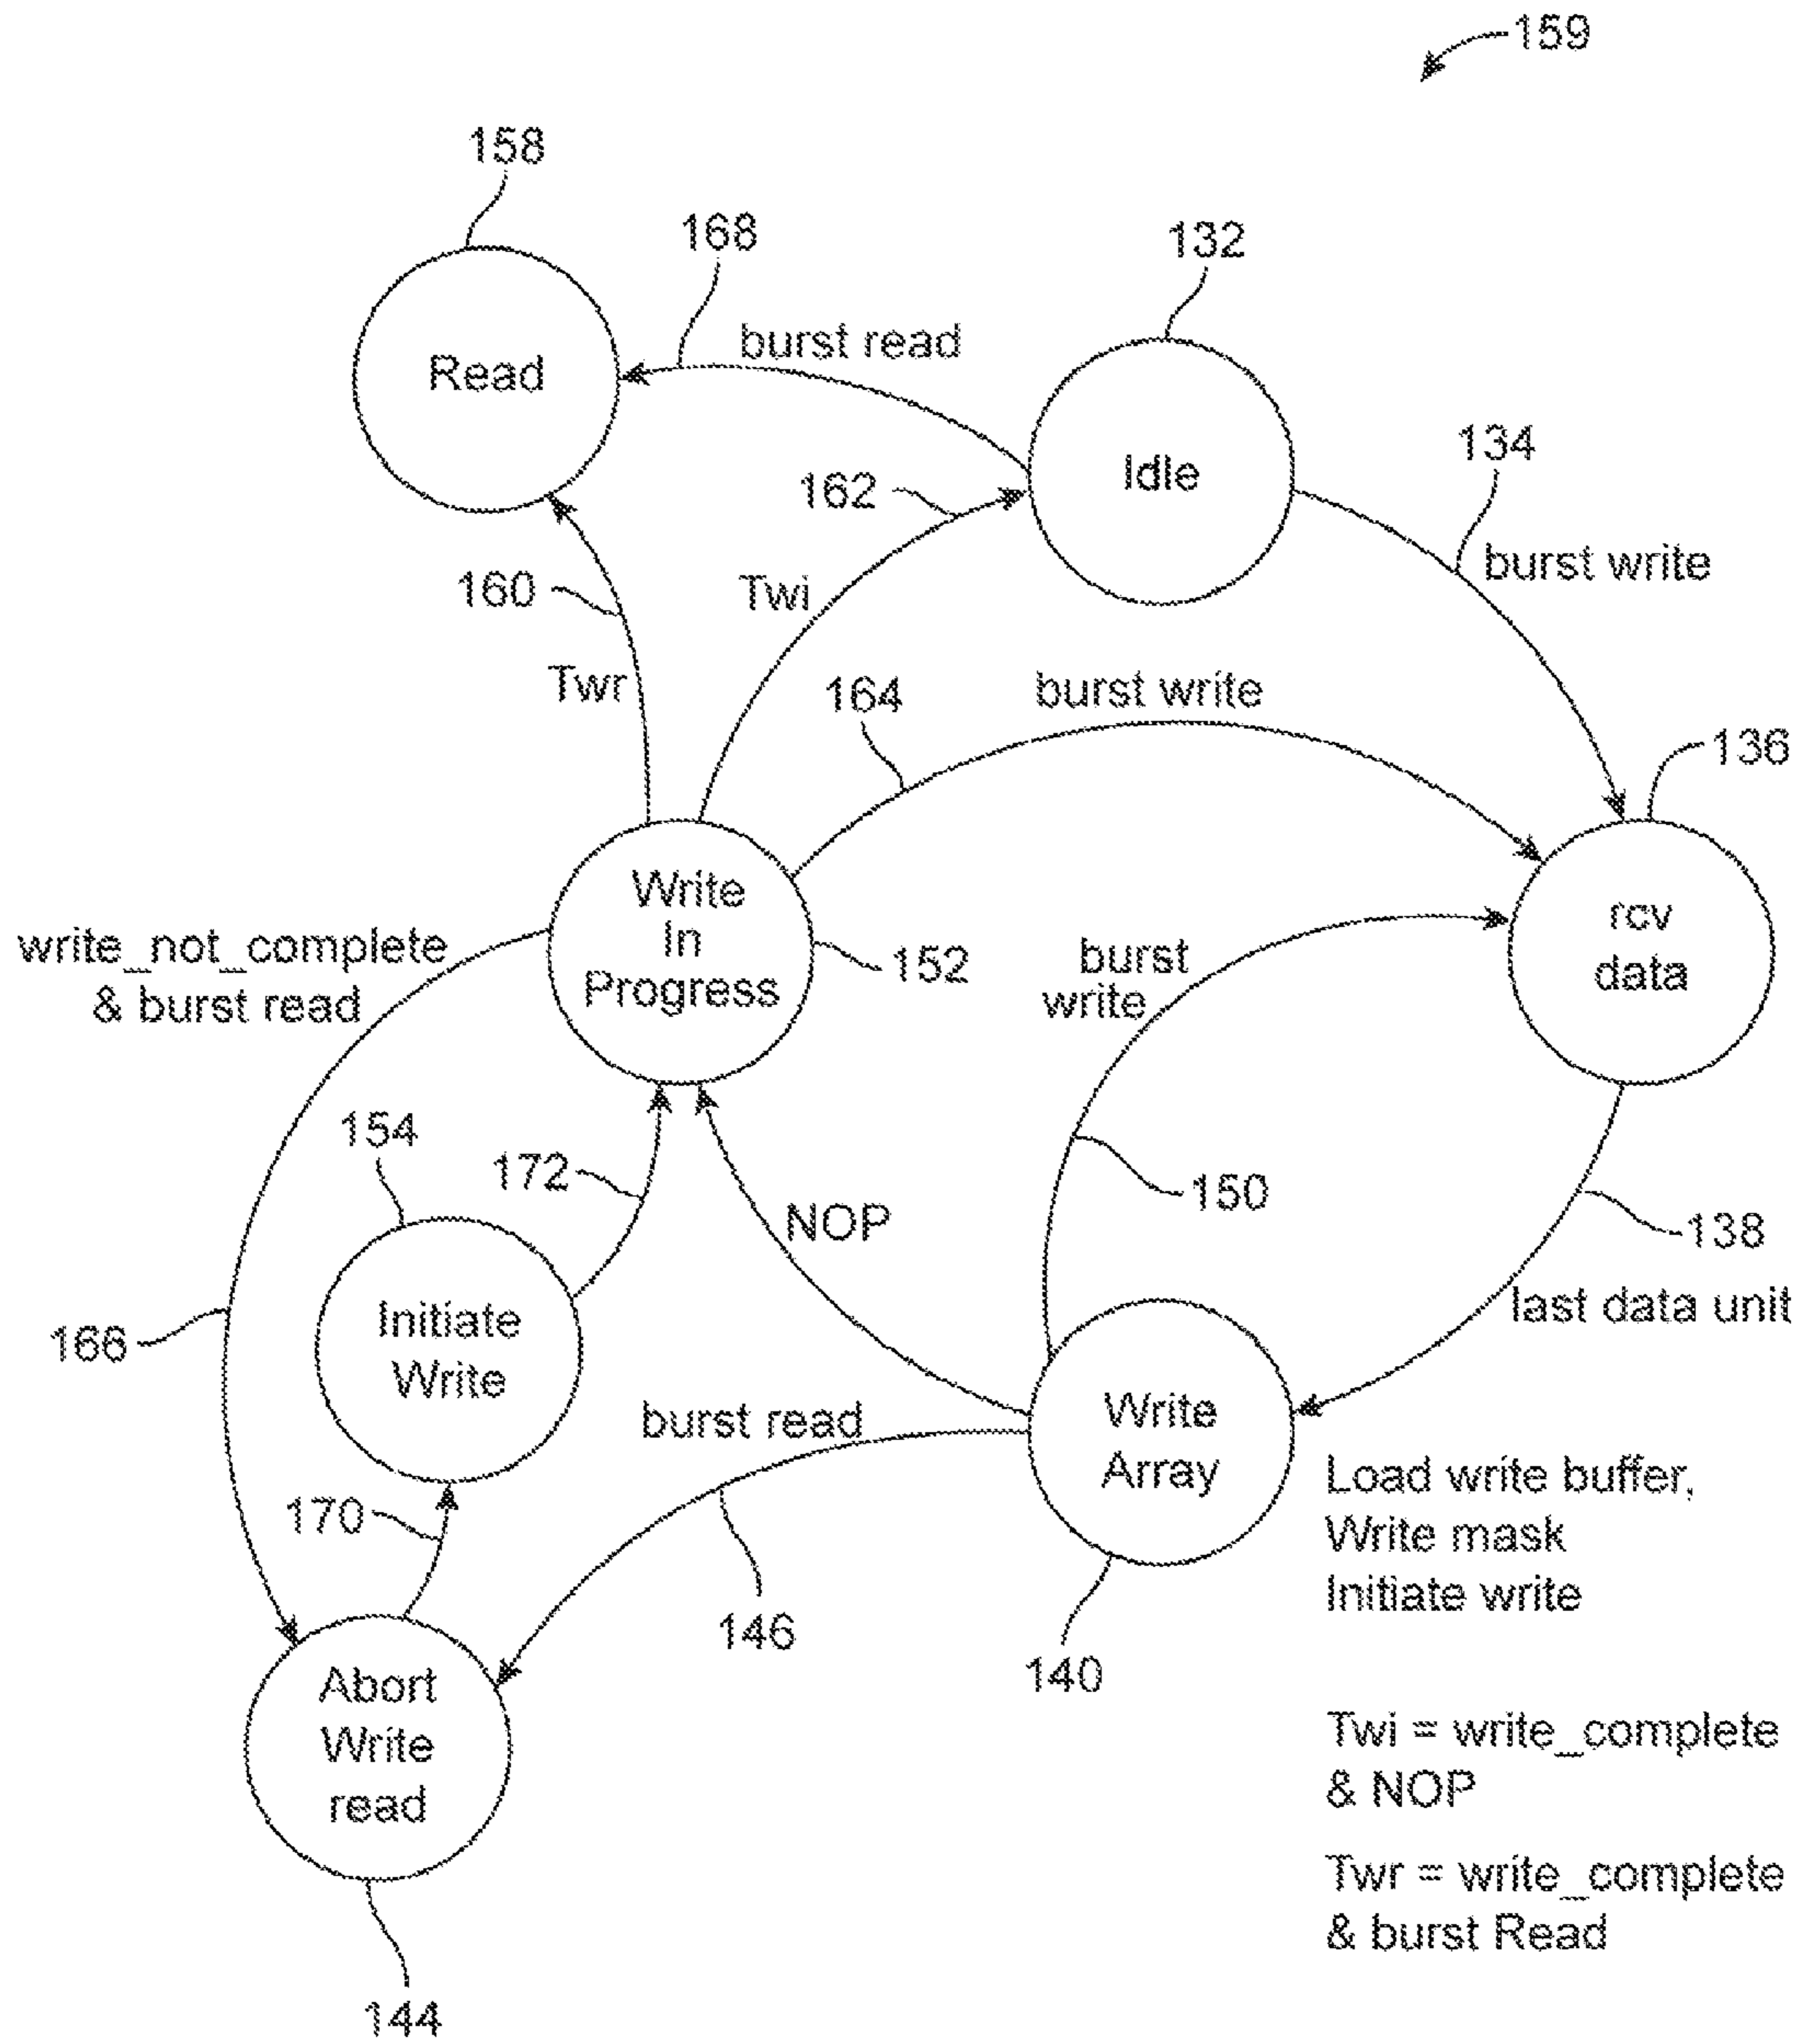 159
158
168
132
burst read
Read
134
Idle
162
burst write
160
Twi
Twr
164
burst write
136
Write
In
Progress
rcv
data
write_not_complete
& burst read
152
burst
write
154
172
NOP
150
138
Initiate
Write
last data unit
166
burst read
Write
Array
Load write buffer,
Write mask
Initiate write
170
146
140
Abort
Write
read
Twi = write_complete
& NOP
Twr = write_complete
& burst Read
144